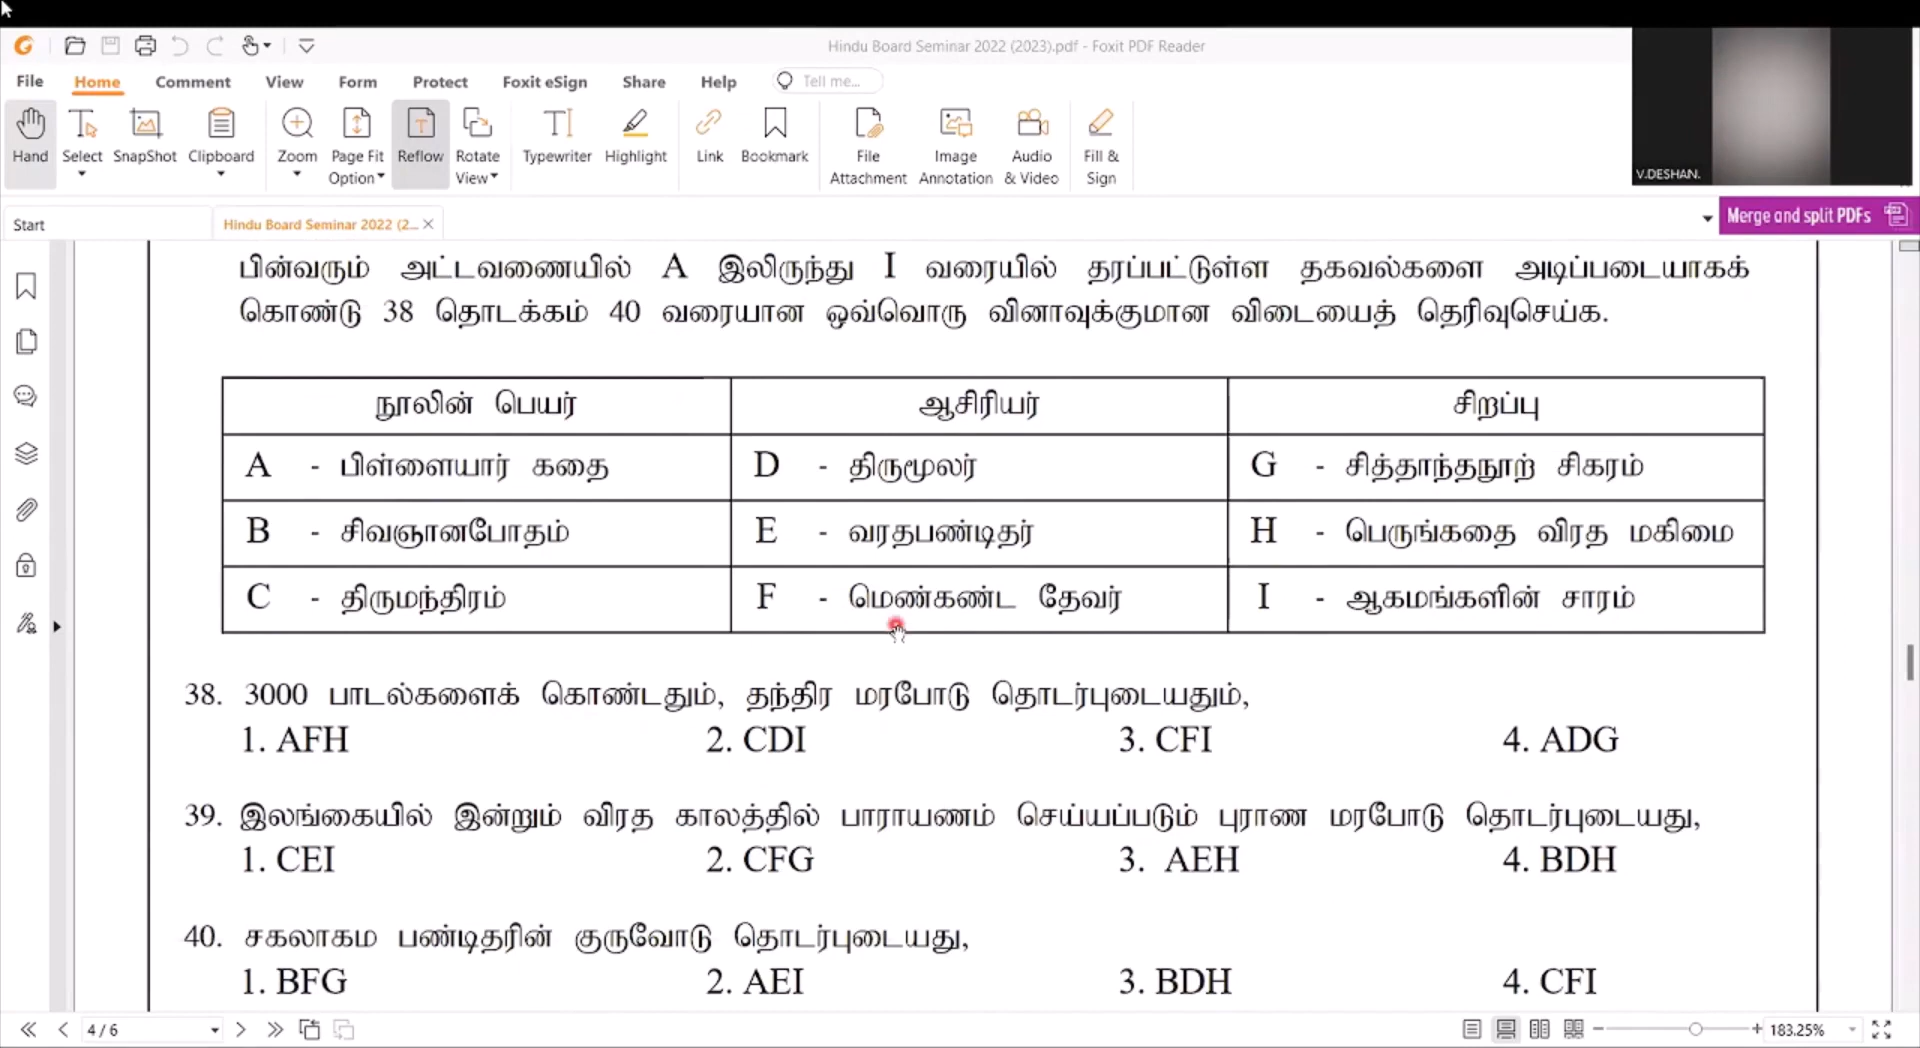 Hindu Board Seminar 2022 (2023).pdf - Foxit PDF Reader
File Home Comment View Form Protect Foxit eSign Share Help Tell me...
Hand Select SnapShot Clipboard Zoom Page Fit Option Reflow Rotate View Typewriter Highlight Link Bookmark File Attachment Image Annotation Audio & Video Fill & Sign
V.DESHAN.
Start Hindu Board Seminar 2022 (2... Merge and split PDFs
பின்வரும் அட்டவணையில் A இலிருந்து I வரையில் தரப்பட்டுள்ள தகவல்களை அடிப்படையாகக்
கொண்டு 38 தொடக்கம் 40 வரையான ஒவ்வொரு வினாவுக்குமான விடையைத் தெரிவுசெய்க.
நூலின் பெயர் ஆசிரியர் சிறப்பு
A - பிள்ளையார் கதை D - திருமூலர் G - சித்தாந்தநூற் சிகரம்
B - சிவஞானபோதம் E - வரதபண்டிதர் H - பெருங்கதை விரத மகிமை
C - திருமந்திரம் F - மெண்கண்ட தேவர் I - ஆகமங்களின் சாரம்
38. 3000 பாடல்களைக் கொண்டதும், தந்திர மரபோடு தொடர்புடையதும்,
1. AFH 2. CDI 3. CFI 4. ADG
39. இலங்கையில் இன்றும் விரத காலத்தில் பாராயணம் செய்யப்படும் புராண மரபோடு தொடர்புடையது,
1. CEI 2. CFG 3. AEH 4. BDH
40. சகலாகம பண்டிதரின் குருவோடு தொடர்புடையது,
1. BFG 2. AEI 3. BDH 4. CFI
4 / 6 183.25%